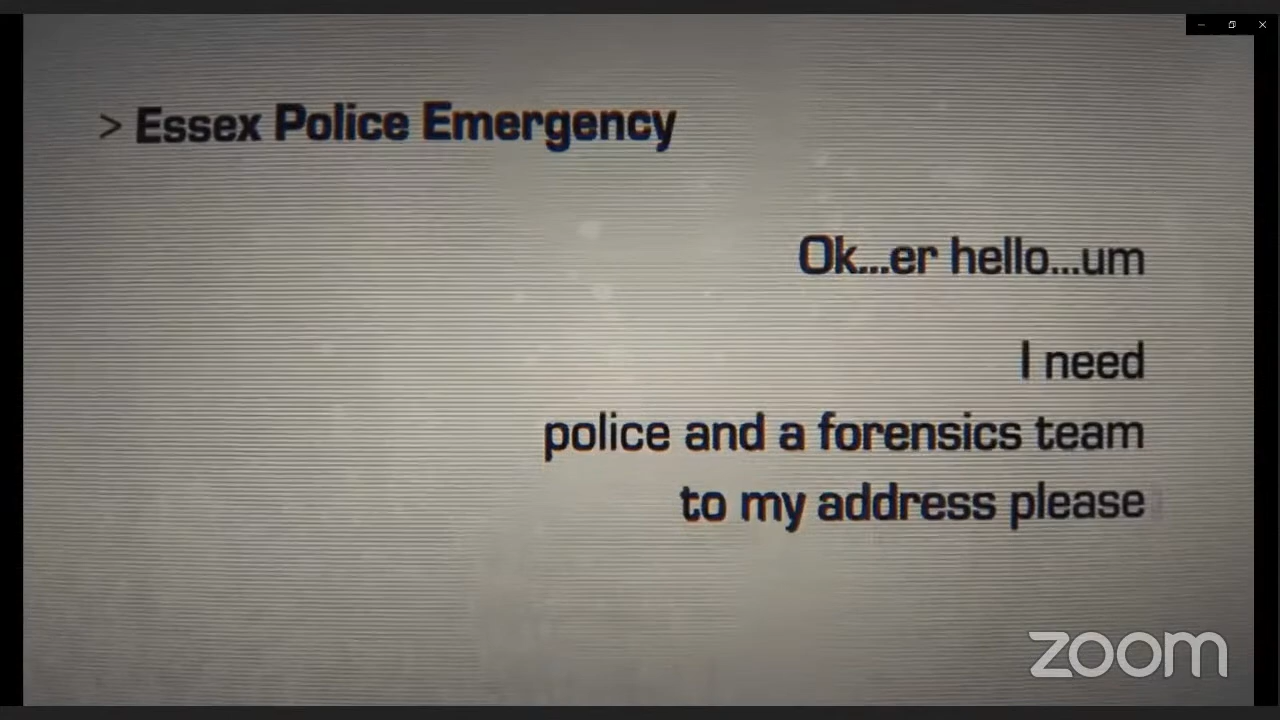 > Essex Police Emergency
Ok...er hello...um
I need
police and a forensics team
to my address please
zoom